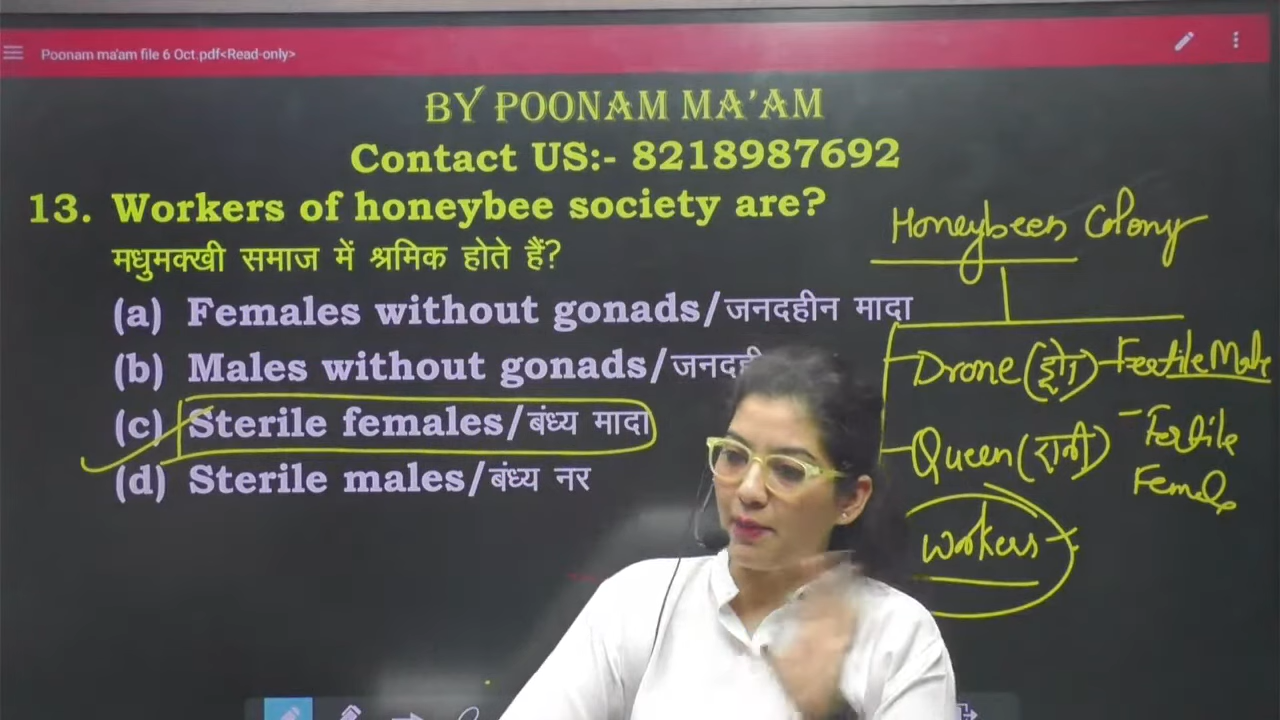 Poonam ma'am file 6 Oct.pdf<Read-only>
BY POONAM MA'AM
Contact US:- 8218987692
13. Workers of honeybee society are?
मधुमक्खी समाज में श्रमिक होते हैं?
(a) Females without gonads/जनदहीन मादा
(b) Males without gonads/
(c) Sterile females/बंध्य मादा
(d) Sterile males/बंध्य नर
Honeybees Colony
Drone - Fertile Male
Queen (रानी) - Fertile Female
Workers